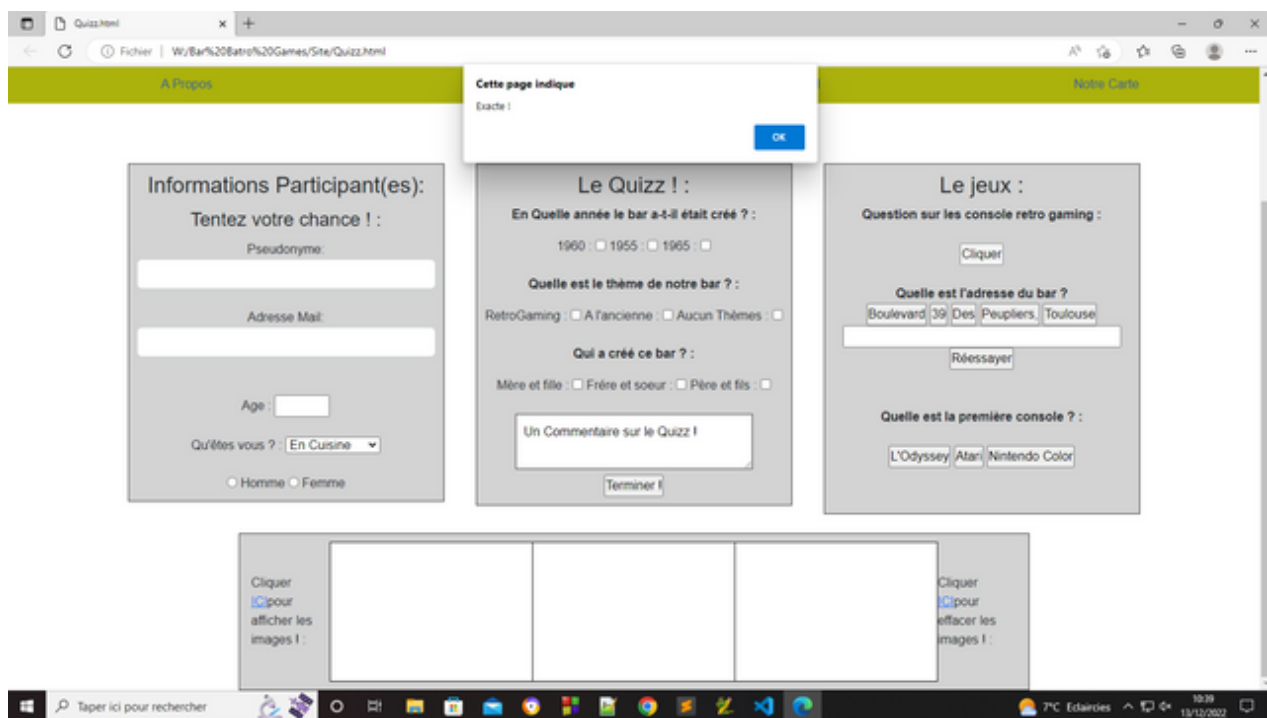 Quizz.html
Fichier | W:/Bar%20Batro%20Games/Site/Quizz.html
A Propos
Notre Carte
Cette page indique
Exacte !
OK
Informations Participant(es):
Tentez votre chance ! :
Pseudonyme:
Adresse Mail:
Age :
Qu'êtes vous ? : En Cuisine
Homme Femme
Le Quizz ! :
En Quelle année le bar a-t-il était créé ? :
1960 : 1955 : 1965 :
Quelle est le thème de notre bar ? :
RetroGaming : A l'ancienne : Aucun Thèmes :
Qui a créé ce bar ? :
Mère et fille : Frére et soeur : Père et fils :
Un Commentaire sur le Quizz !
Terminer !
Le jeux :
Question sur les console retro gaming :
Cliquer
Quelle est l'adresse du bar ?
Boulevard 39 Des Peupliers, Toulouse
Réessayer
Quelle est la première console ? :
L'Odyssey Atari Nintendo Color
Cliquer
ICIpour
afficher les
images ! :
Cliquer
ICIpour
effacer les
images ! :
Taper ici pour rechercher
7°C Eclaircies
10:39
13/12/2022